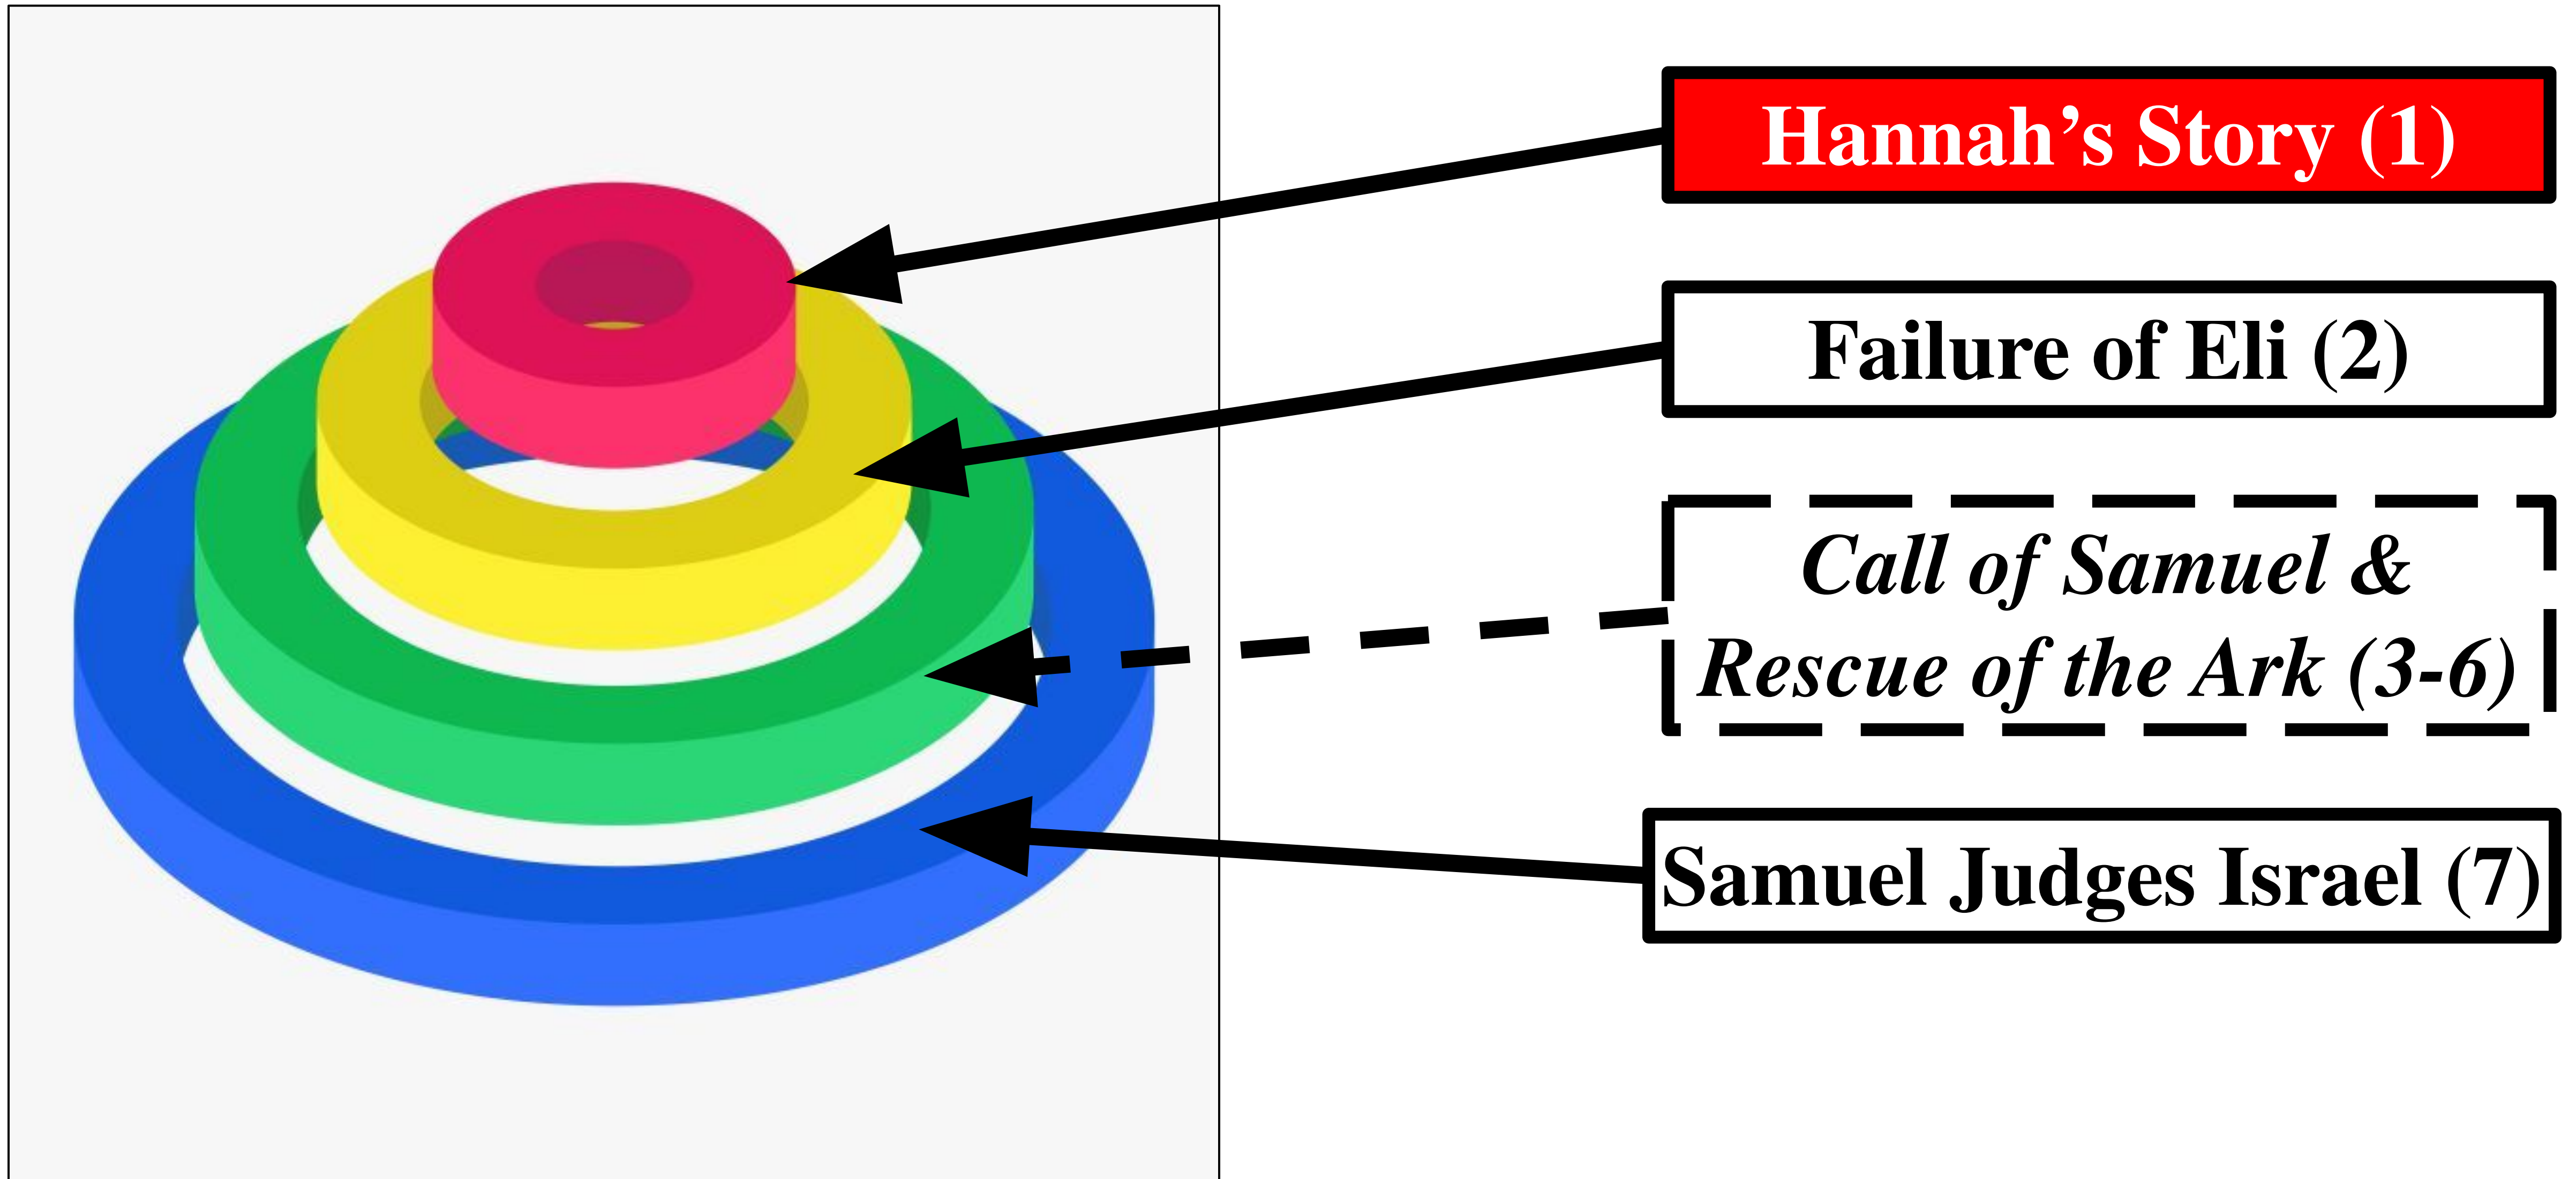 Hannah’s Story (1)
Failure of Eli (2)
Call of Samuel &
Rescue of the Ark (3-6)
Samuel Judges Israel (7)